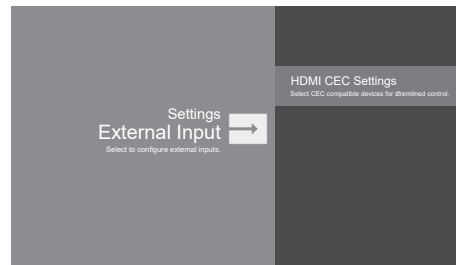 Settings
External Input
Select to configure external inputs.
HDMI CEC Settings
Select CEC compatible devices for streamlined control.